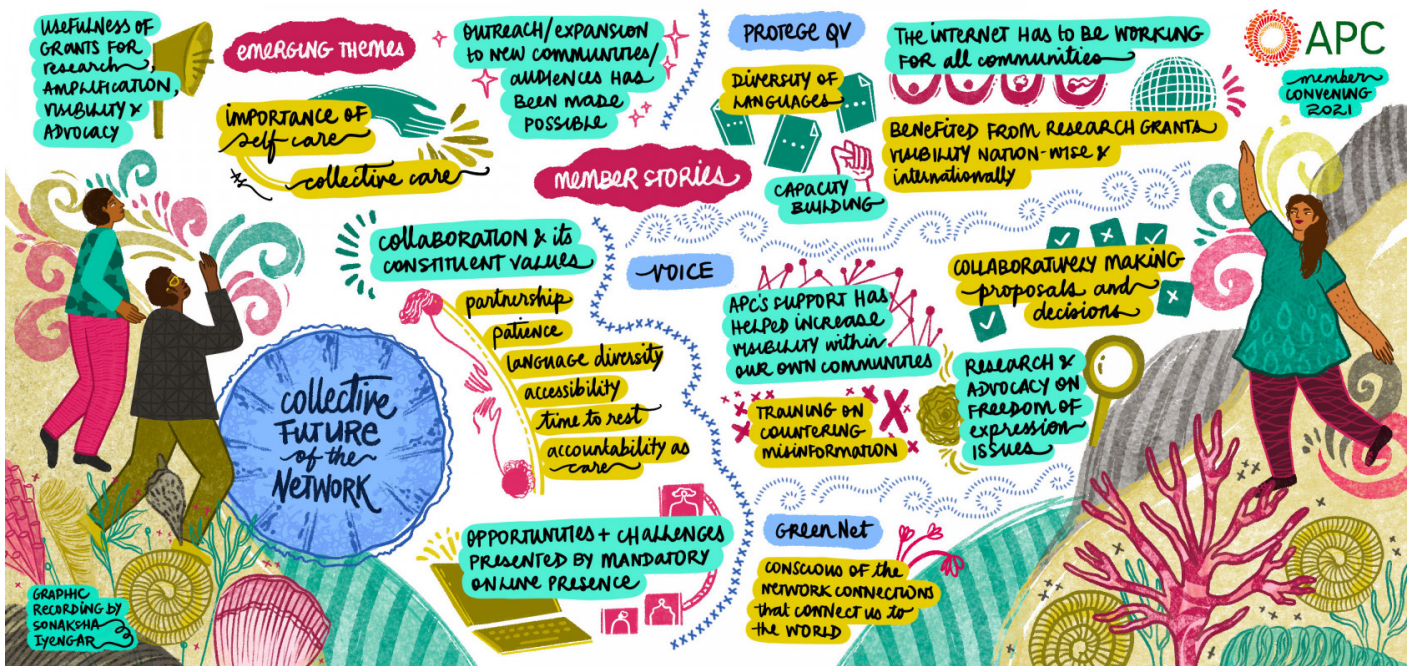 USEFULNESS OF
GRANTS FOR
research,
AMPLIFICATION,
VISIBILITY &
ADVOCACY
EMERGING THEMES
IMPORTANCE OF
self care
collective care
OUTREACH/EXPANSION
TO NEW COMMUNITIES/
AUDIENCES HAS
BEEN MADE
POSSIBLE
MEMBER STORIES
COLLABORATION & its
CONSTITUENT VALUES
partnership
patience
language diversity
accessibility
time to rest
accountability as
care
collective
FUTURE
of the
NETWORK
OPPORTUNITIES + CHALLENGES
PRESENTED BY MANDATORY
ONLINE PRESENCE
GRAPHIC
RECORDING BY
SONAKSHA
IYENGAR
PROTEGE QV
DIVERSITY OF
LANGUAGES
CAPACITY
BUILDING
THE INTERNET HAS TO BE WORKING
FOR all COMMUNITIES
BENEFITED FROM RESEARCH GRANTS
VISIBILITY NATION-WISE &
internationally
APC
member
CONVENING
2021
VOICE
APC'S SUPPORT HAS
HELPED INCREASE
VISIBILITY within
OUR OWN COMMUNITIES
COLLABORATIVELY MAKING
proposals and
decisions
TRAINING ON
COUNTERING
misinformation
RESEARCH &
ADVOCACY ON
FREEDOM OF
expression
ISSUES
GREENNET
CONSCIOUS OF THE
NETWORK CONNECTIONS
that CONNECT US TO
the WORLD